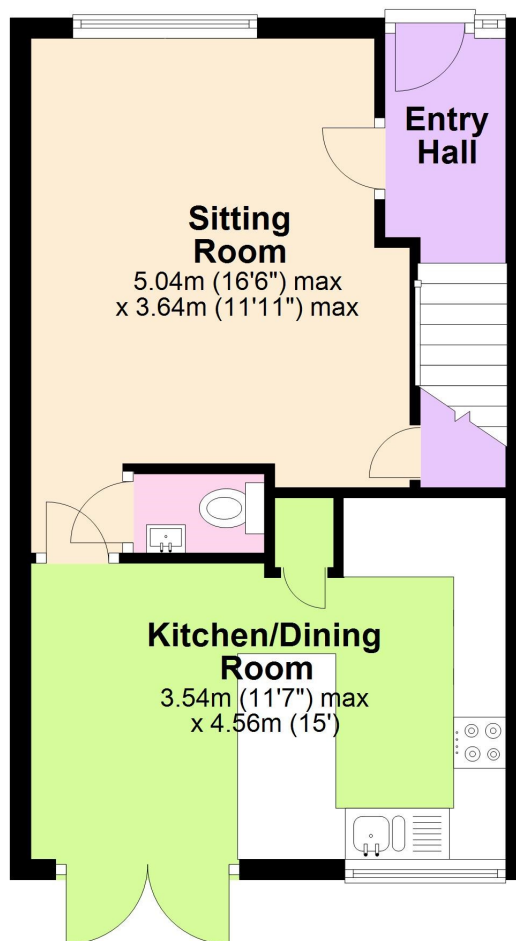 Entry
Hall
Sitting
Room
5.04m (16'6") max
x 3.64m (11'11") max
Kitchen/Dining
Room
3.54m (11'7") max
x 4.56m (15')